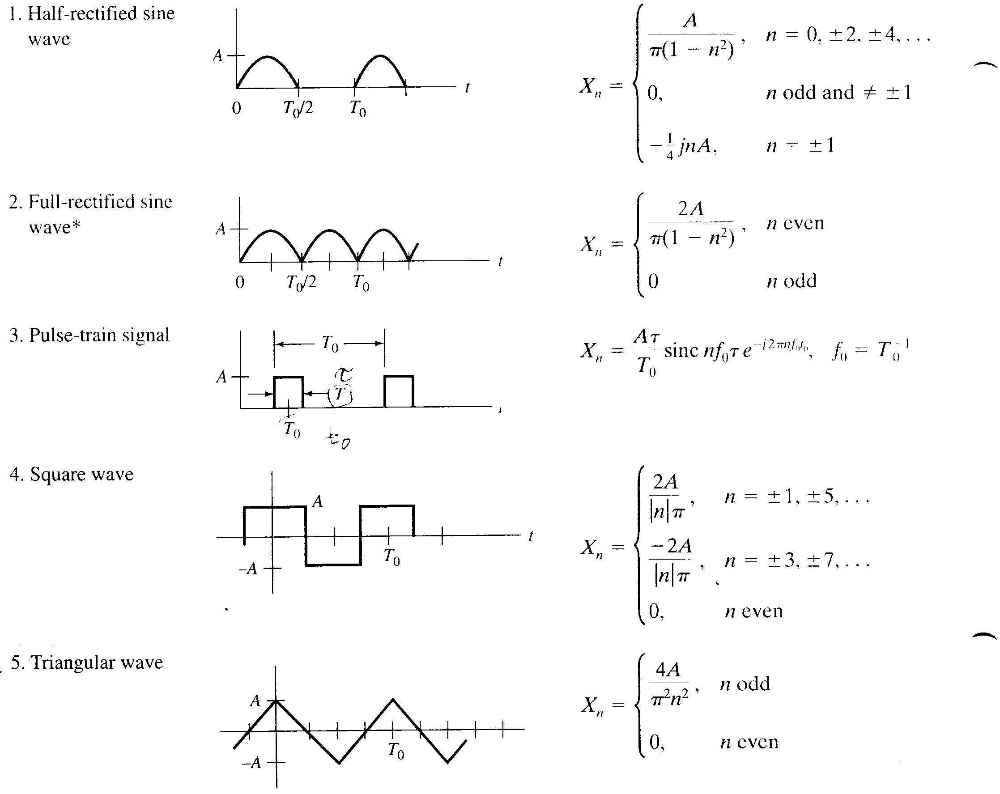 1. Half-rectified sine
wave
A
0 T₀/2 T₀ t
Xₙ = { A / π(1 − n²), n = 0, ±2, ±4, . . .
0, n odd and ≠ ±1
−¼ jnA, n = ±1
2. Full-rectified sine
wave*
A
0 T₀/2 T₀ t
Xₙ = { 2A / π(1 − n²), n even
0 n odd
3. Pulse-train signal
T₀
A
τ
T
T₀
t₀
t
Xₙ = Aτ / T₀ sinc nf₀τ e^(−j2πnf₀t₀), f₀ = T₀⁻¹
4. Square wave
A
−A
T₀ t
Xₙ = { 2A / |n|π, n = ±1, ±5, . . .
−2A / |n|π, n = ±3, ±7, . . .
0, n even
5. Triangular wave
A
−A
T₀
Xₙ = { 4A / π²n², n odd
0, n even